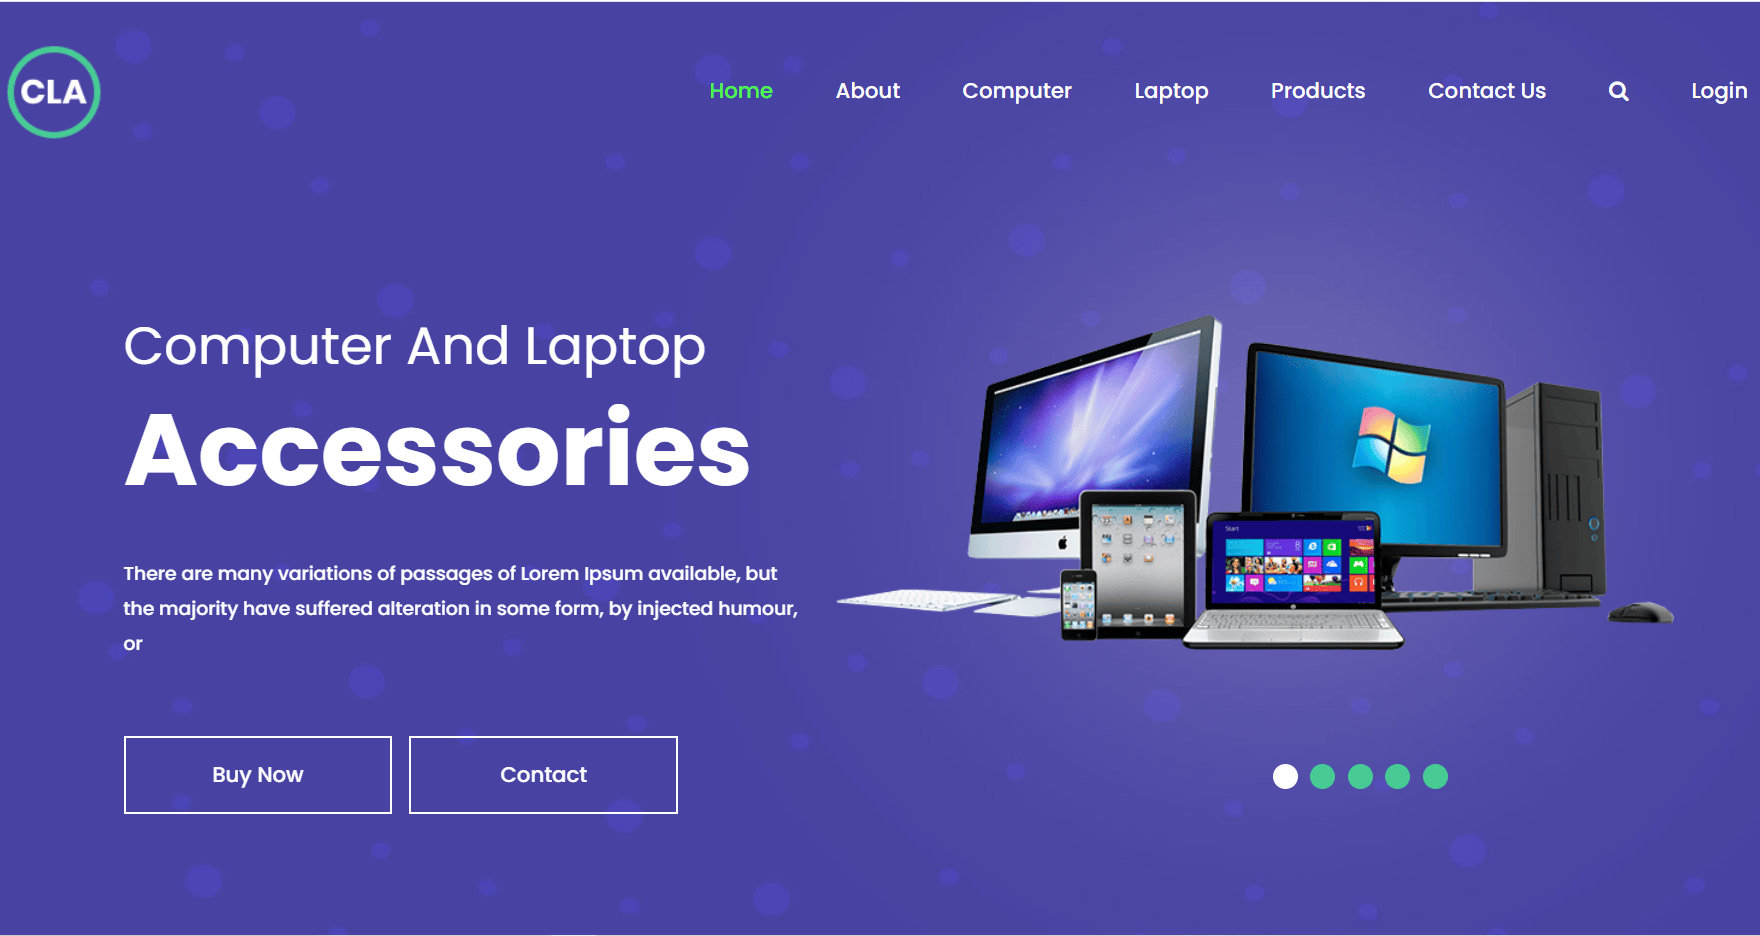 CLA
Home About Computer Laptop Products Contact Us Login
Computer And Laptop
Accessories
There are many variations of passages of Lorem Ipsum available, but
the majority have suffered alteration in some form, by injected humour,
or
Buy Now Contact
Start